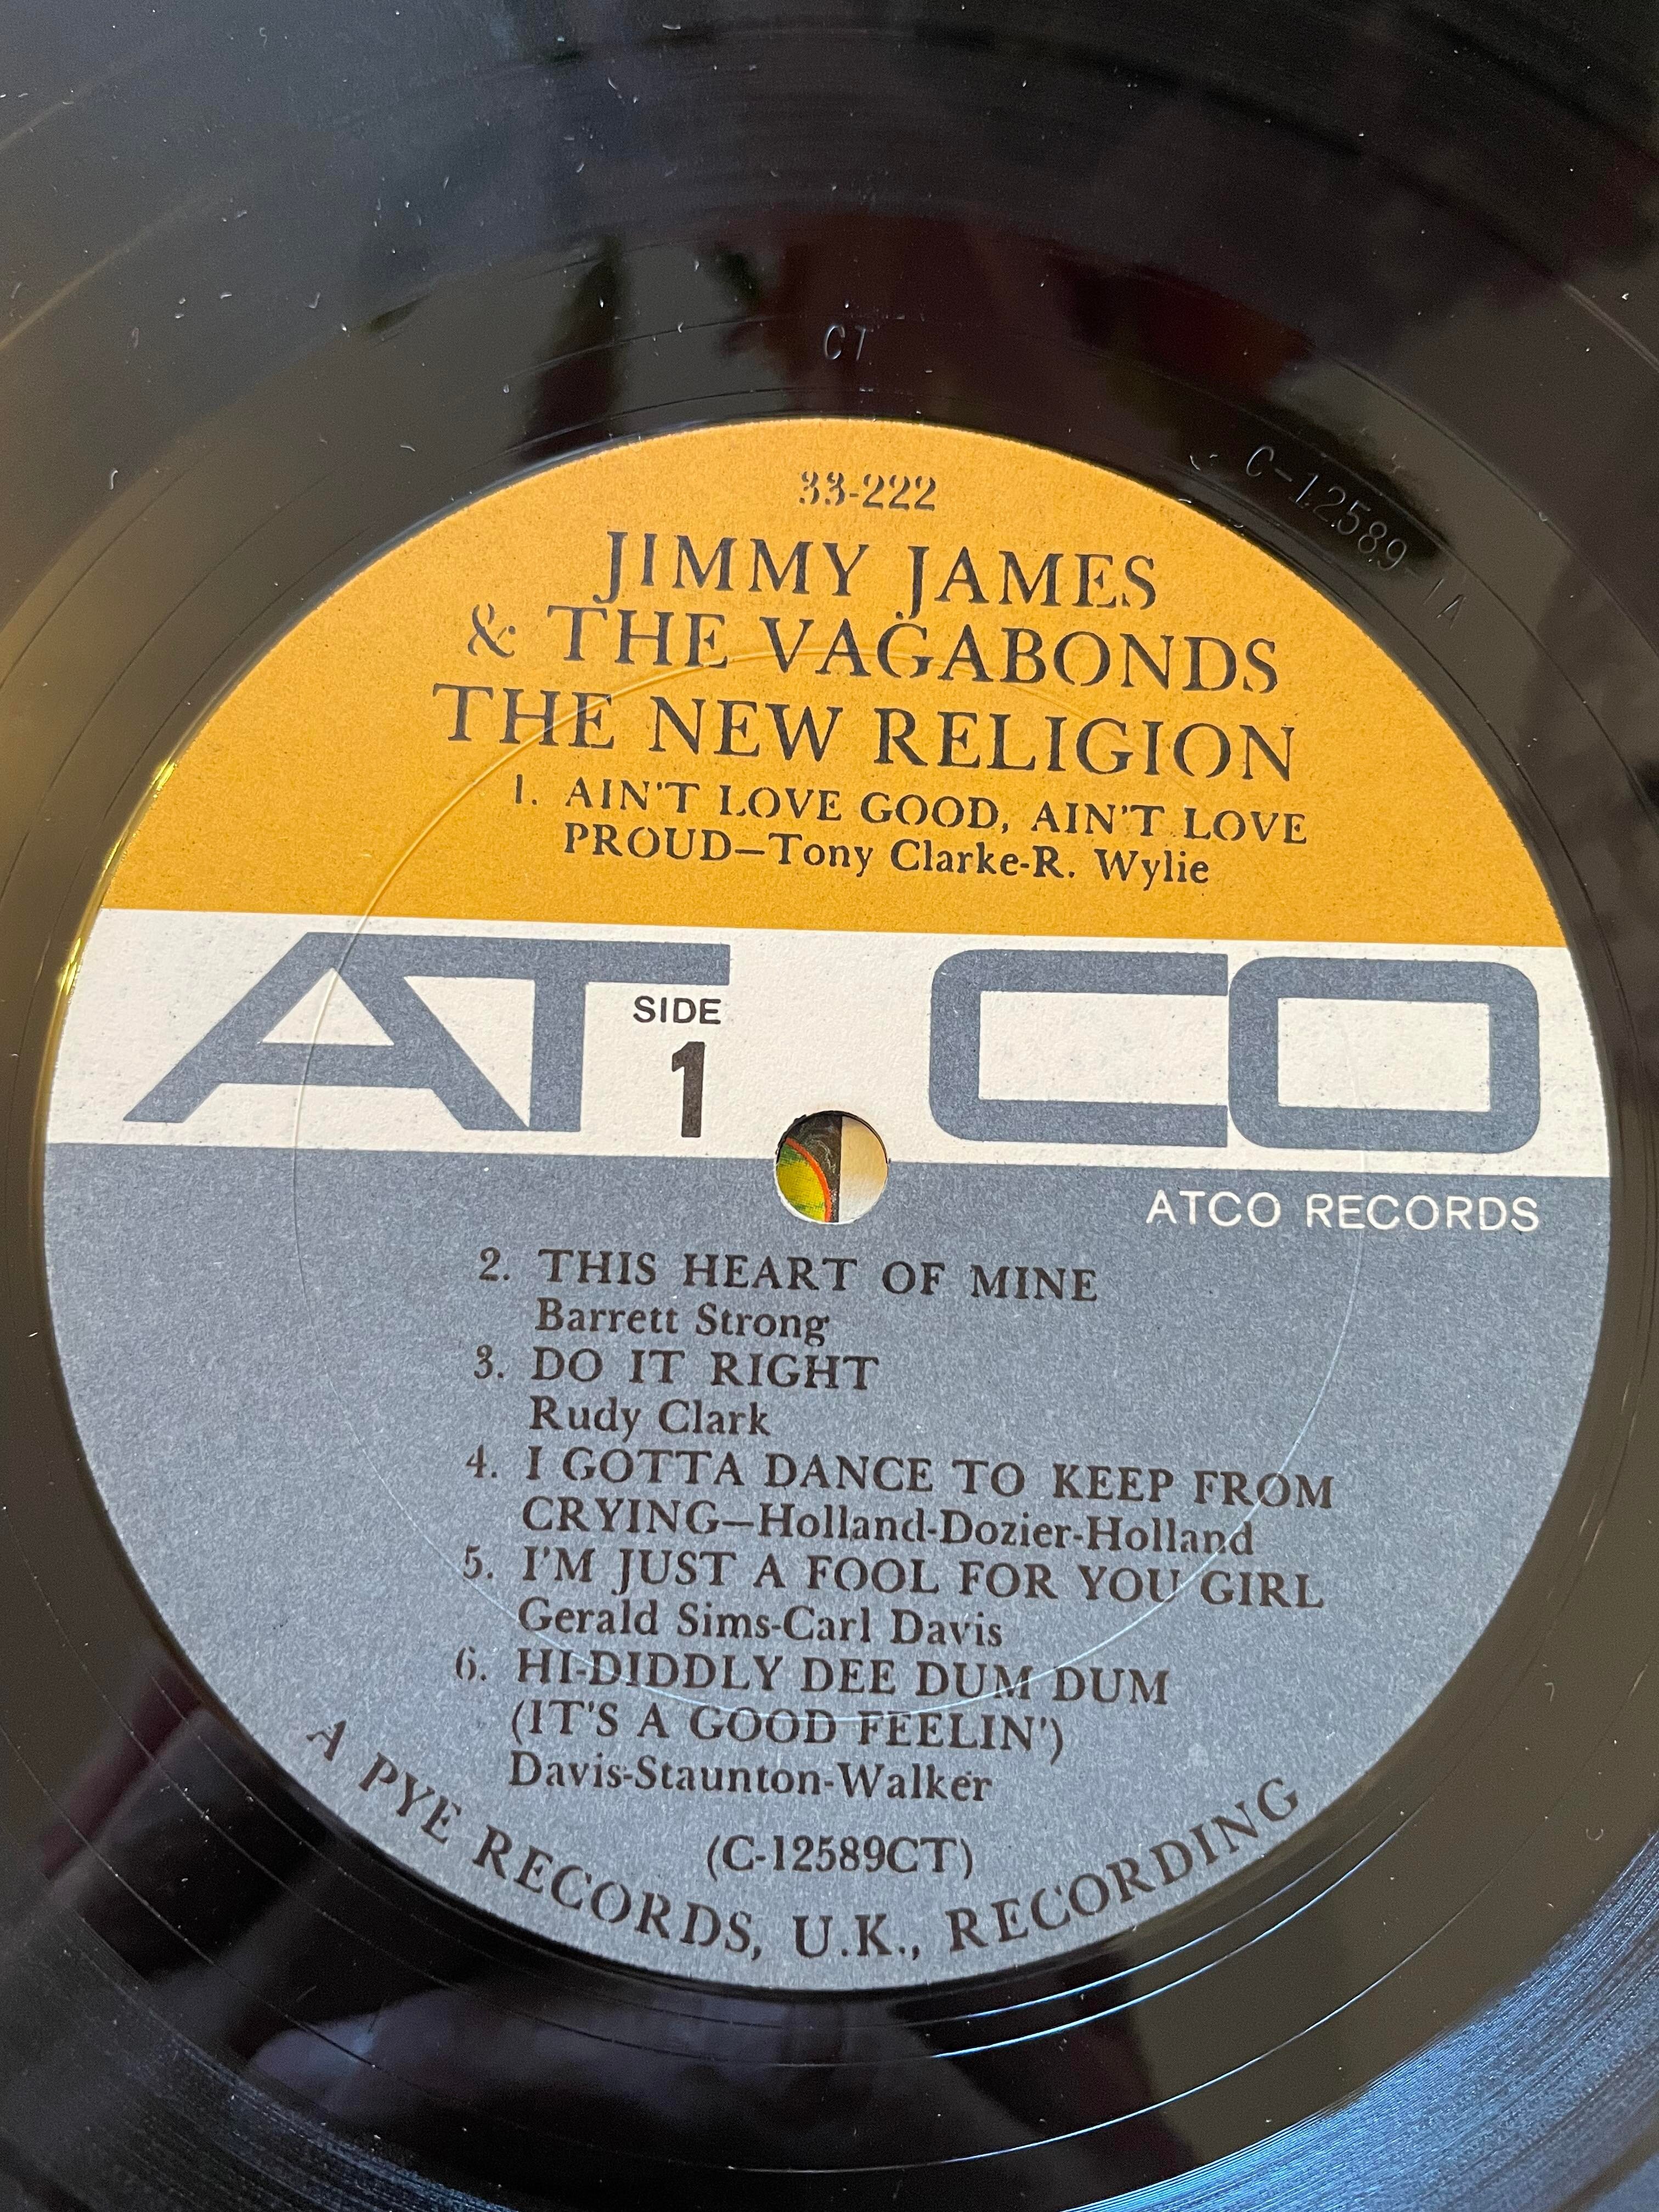 CT
C-12589 1A
33-222
JIMMY JAMES
& THE VAGABONDS
THE NEW RELIGION
1. AIN'T LOVE GOOD, AIN'T LOVE
PROUD—Tony Clarke-R. Wylie
ATCO
SIDE
1
ATCO RECORDS
2. THIS HEART OF MINE
Barrett Strong
3. DO IT RIGHT
Rudy Clark
4. I GOTTA DANCE TO KEEP FROM
CRYING—Holland-Dozier-Holland
5. I'M JUST A FOOL FOR YOU GIRL
Gerald Sims-Carl Davis
6. HI-DIDDLY DEE DUM DUM
(IT'S A GOOD FEELIN')
Davis-Staunton-Walker
(C-12589CT)
A PYE RECORDS, U.K., RECORDING